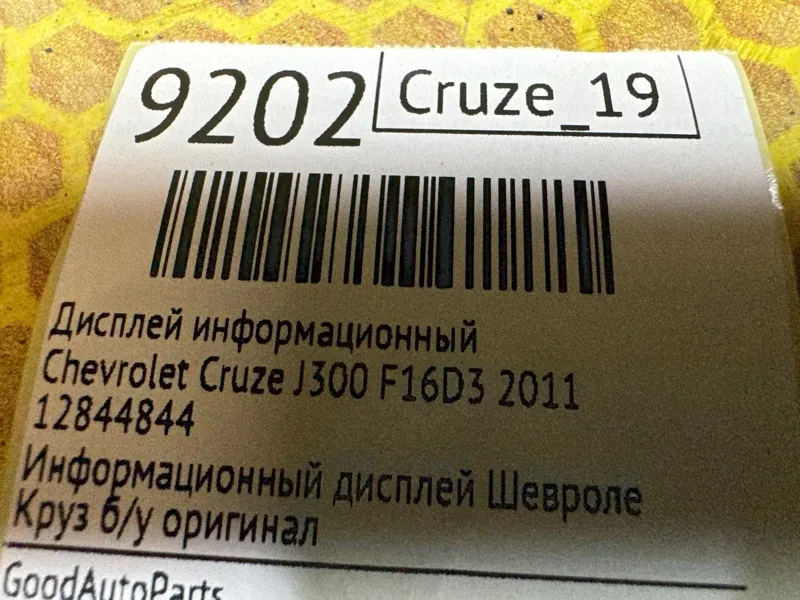 9202
Cruze_19
Дисплей информационный
Chevrolet Cruze J300 F16D3 2011
12844844
Информационный дисплей Шевроле
Круз б/у оригинал
GoodAutoParts